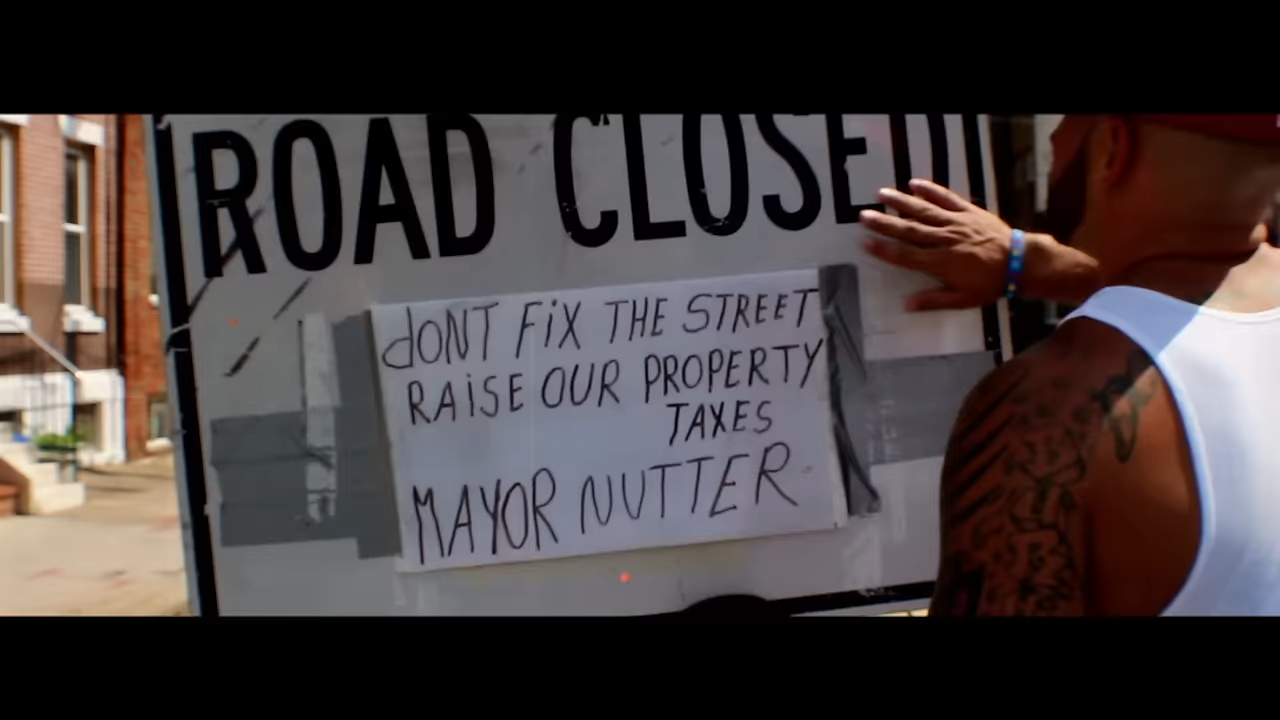 ROAD CLOSED
dONT FiX THE STREET
RAiSE OUR PROPERTY
TAXES
MAYOR NUTTER